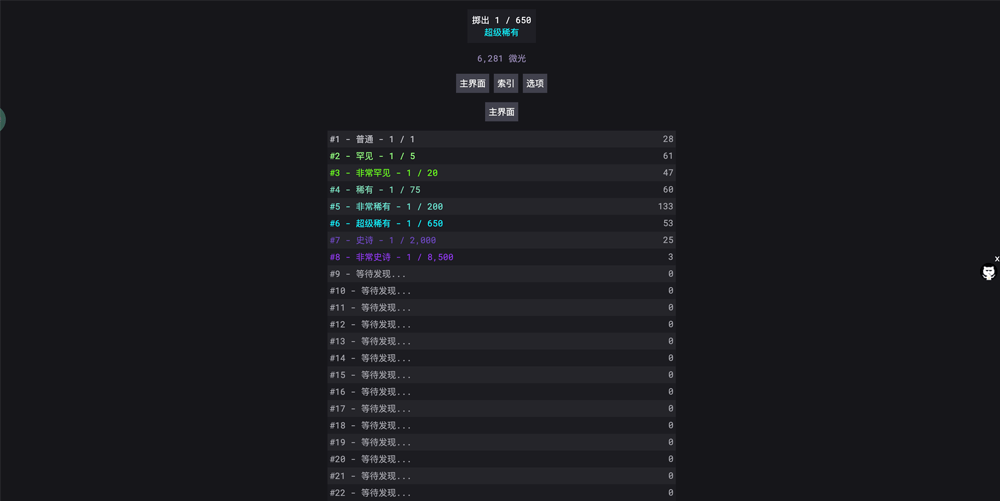 掷出 1 / 650
超级稀有
6,281 微光
主界面 索引 选项
主界面
#1 - 普通 - 1 / 1 28
#2 - 罕见 - 1 / 5 61
#3 - 非常罕见 - 1 / 20 47
#4 - 稀有 - 1 / 75 60
#5 - 非常稀有 - 1 / 200 133
#6 - 超级稀有 - 1 / 650 53
#7 - 史诗 - 1 / 2,000 25
#8 - 非常史诗 - 1 / 8,500 3
#9 - 等待发现... 0
#10 - 等待发现... 0
#11 - 等待发现... 0
#12 - 等待发现... 0
#13 - 等待发现... 0
#14 - 等待发现... 0
#15 - 等待发现... 0
#16 - 等待发现... 0
#17 - 等待发现... 0
#18 - 等待发现... 0
#19 - 等待发现... 0
#20 - 等待发现... 0
#21 - 等待发现... 0
#22 - 等待发现... 0
x